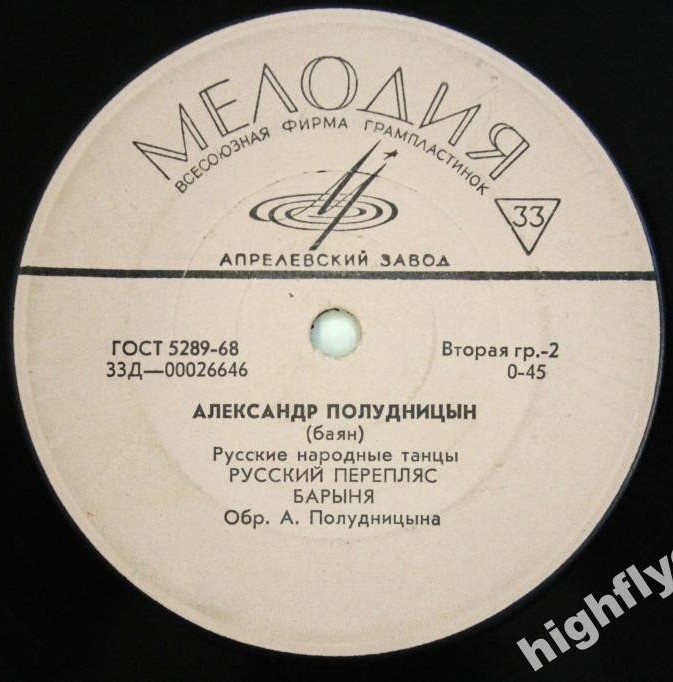 МЕЛОДИЯ
ВСЕСОЮЗНАЯ ФИРМА ГРАМПЛАСТИНОК
33
АПРЕЛЕВСКИЙ ЗАВОД
ГОСТ 5289-68
33Д—00026646
Вторая гр.-2
0-45
АЛЕКСАНДР ПОЛУДНИЦЫН
(баян)
Русские народные танцы
РУССКИЙ ПЕРЕПЛЯС
БАРЫНЯ
Обр. А. Полудницына